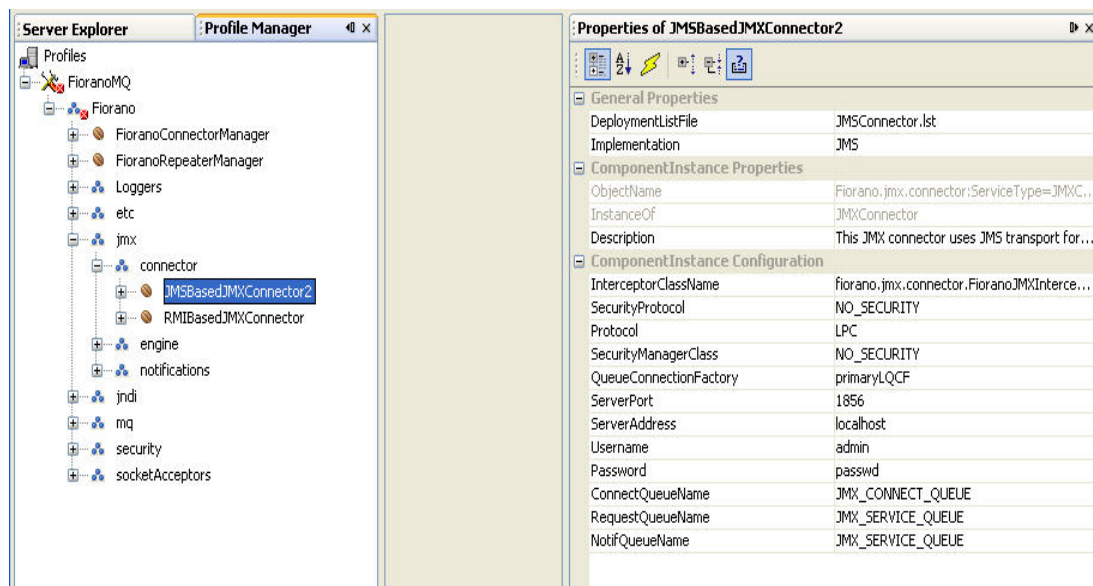 Server Explorer
Profile Manager
Profiles
FioranoMQ
Fiorano
FioranoConnectorManager
FioranoRepeaterManager
Loggers
etc
jmx
connector
JMSBasedJMXConnector2
RMIBasedJMXConnector
engine
notifications
jndi
mq
security
socketAcceptors
Properties of JMSBasedJMXConnector2
General Properties
DeploymentListFile JMSConnector.lst
Implementation JMS
ComponentInstance Properties
ObjectName Fiorano.jmx.connector:ServiceType=JMXC...
InstanceOf JMXConnector
Description This JMX connector uses JMS transport for...
ComponentInstance Configuration
InterceptorClassName fiorano.jmx.connector.FioranoJMXInterce...
SecurityProtocol NO_SECURITY
Protocol LPC
SecurityManagerClass NO_SECURITY
QueueConnectionFactory primaryLQCF
ServerPort 1856
ServerAddress localhost
Username admin
Password passwd
ConnectQueueName JMX_CONNECT_QUEUE
RequestQueueName JMX_SERVICE_QUEUE
NotifQueueName JMX_SERVICE_QUEUE